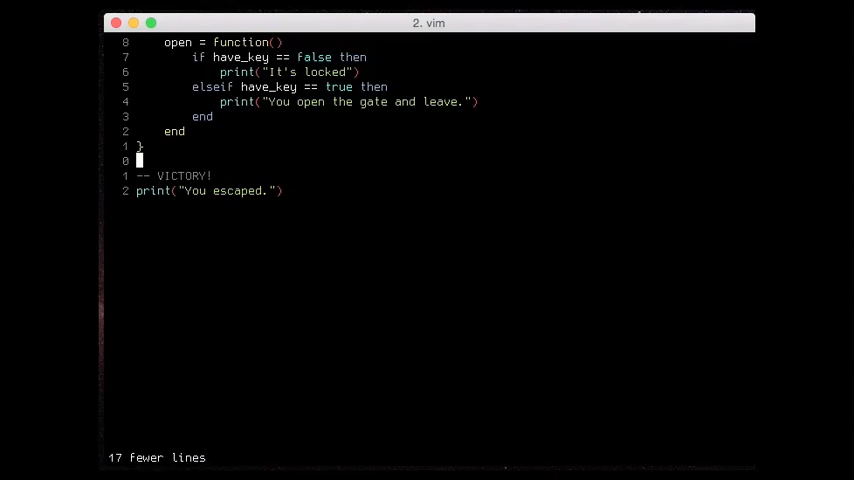 2. vim
8 open = function()
7 if have_key == false then
6 print("It's locked")
5 elseif have_key == true then
4 print("You open the gate and leave.")
3 end
2 end
1 }
0
1 -- VICTORY!
2 print("You escaped.")
17 fewer lines